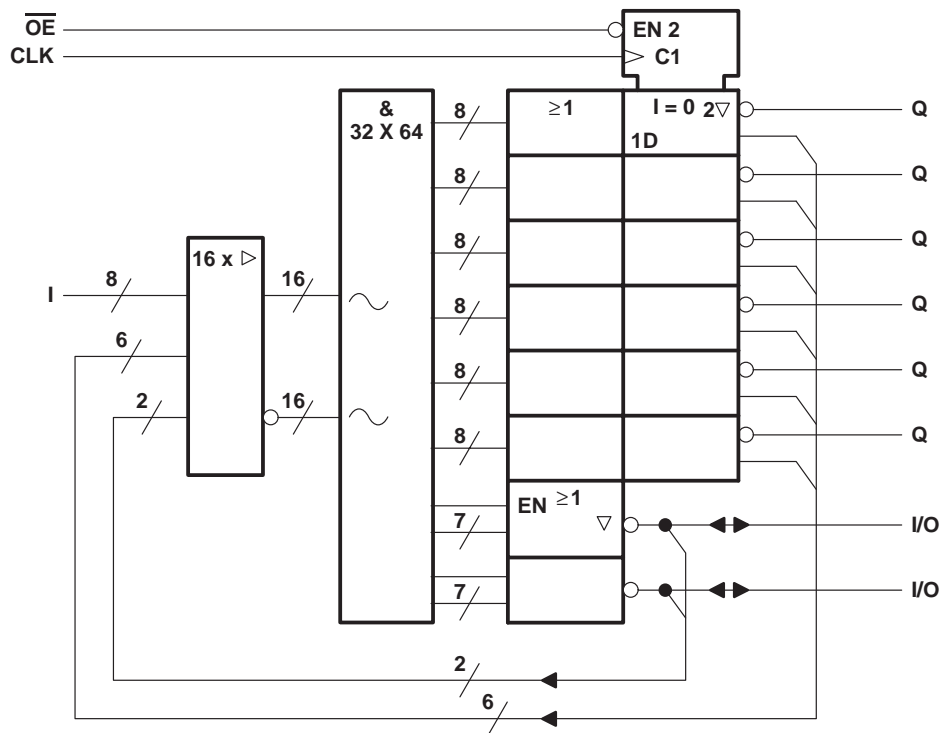 OE
EN 2
CLK
C1
&
32 X 64
8
≥1
I = 0
2▽
1D
Q
8
Q
8
Q
16 x ▷
I
8
16
8
Q
6
8
Q
2
16
8
Q
EN ≥1
▽
7
I/O
7
I/O
2
6